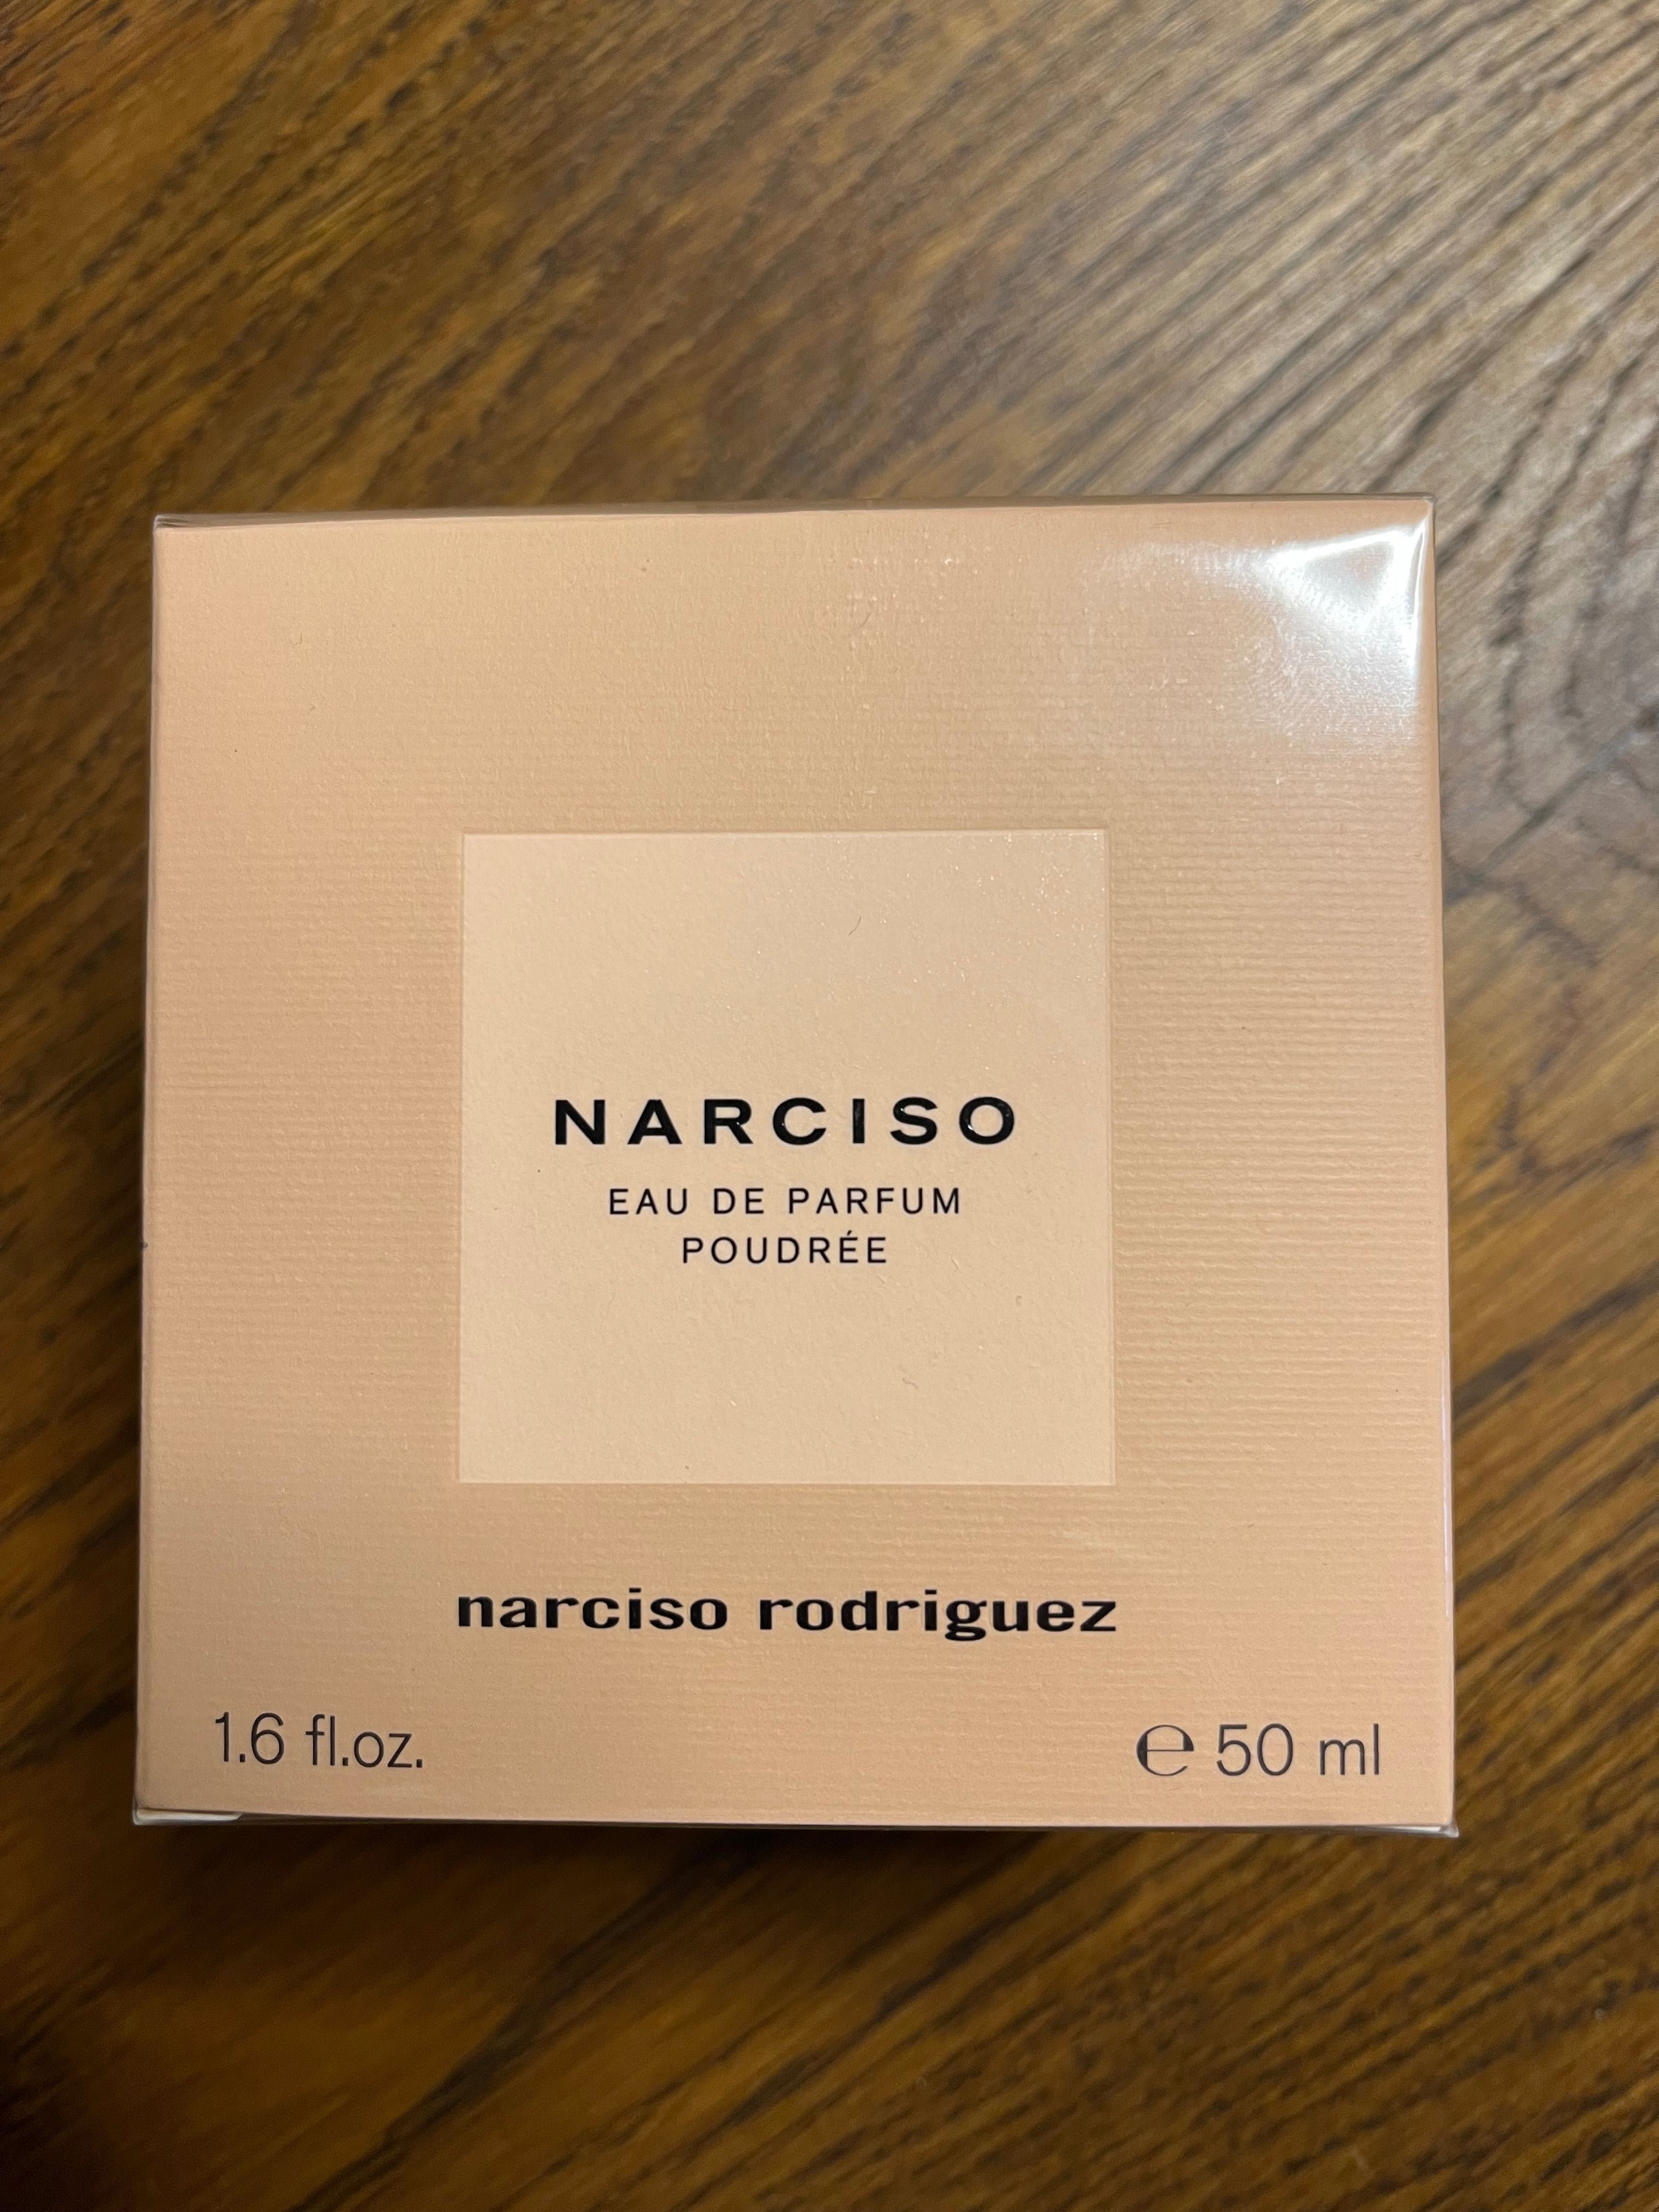 NARCISO
EAU DE PARFUM
POUDRÉE
narciso rodriguez
1.6 fl.oz.
℮ 50 ml